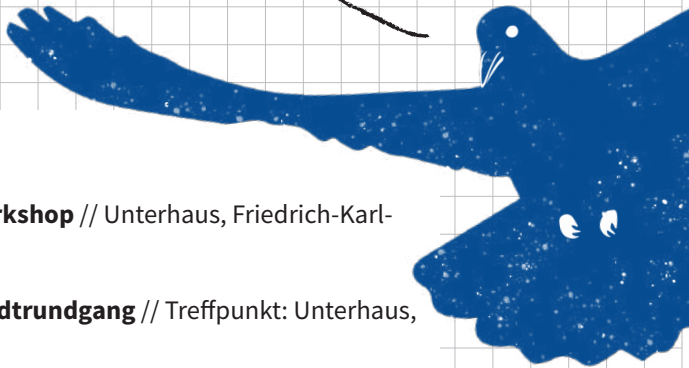 rkshop // Unterhaus, Friedrich-Karl-
dtrundgang // Treffpunkt: Unterhaus,